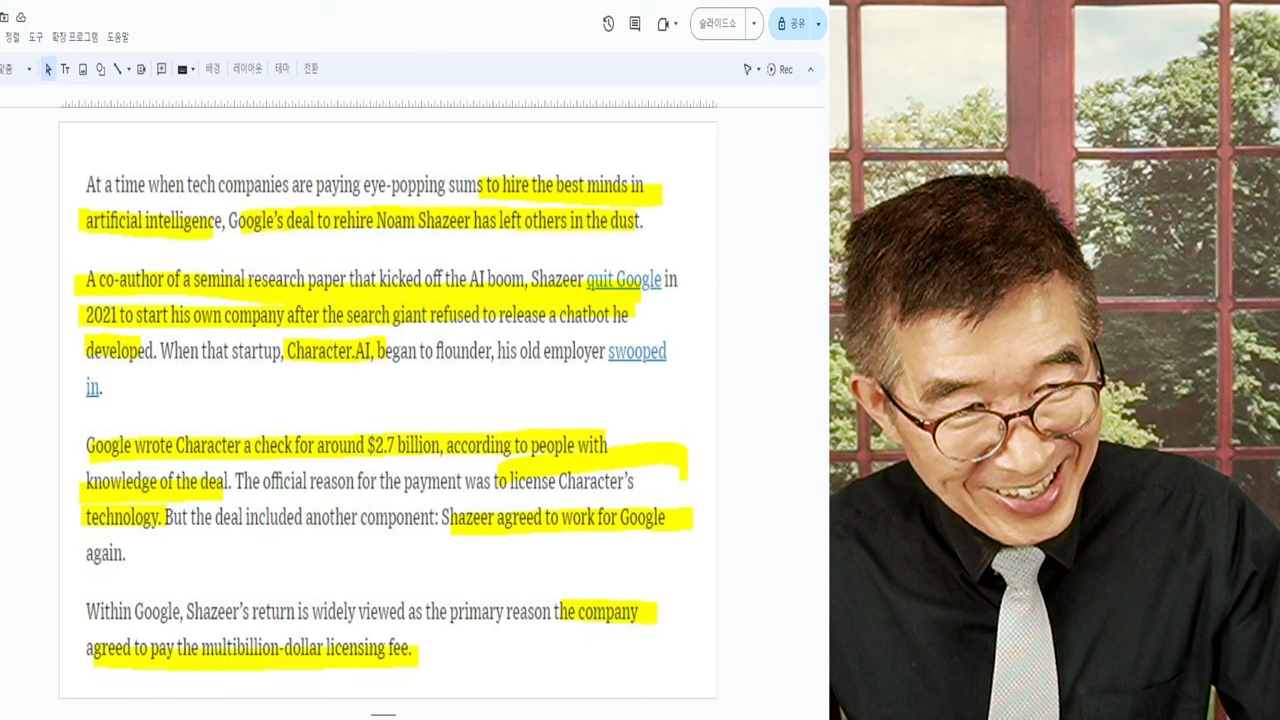 슬라이드쇼
공유
정렬 도구 확장 프로그램 도움말
맞춤
Tт
배경 레이아웃 테마 전환
Rec
At a time when tech companies are paying eye-popping sums to hire the best minds in
artificial intelligence, Google’s deal to rehire Noam Shazeer has left others in the dust.
A co-author of a seminal research paper that kicked off the AI boom, Shazeer quit Google in
2021 to start his own company after the search giant refused to release a chatbot he
developed. When that startup, Character.AI, began to flounder, his old employer swooped
in.
Google wrote Character a check for around $2.7 billion, according to people with
knowledge of the deal. The official reason for the payment was to license Character’s
technology. But the deal included another component: Shazeer agreed to work for Google
again.
Within Google, Shazeer’s return is widely viewed as the primary reason the company
agreed to pay the multibillion-dollar licensing fee.